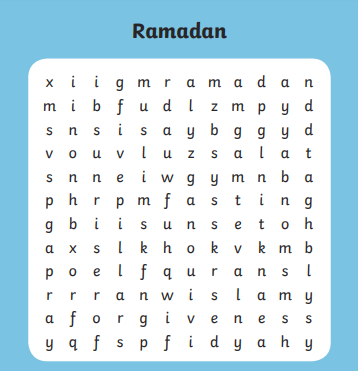 Ramadan
x i i g m r a m a d a n
m i b f u d l z m p y d
s n s i s a y b g g y d
v o u v l u z s a l a t
s n n e i w g y m n b a
p h r p m f a s t i n g
g b i i s u n s e t o h
a x s l k h o k v k m b
p o e l f q u r a n s l
r r r a n w i s l a m y
a f o r g i v e n e s s
y q f s p f i d y a h y